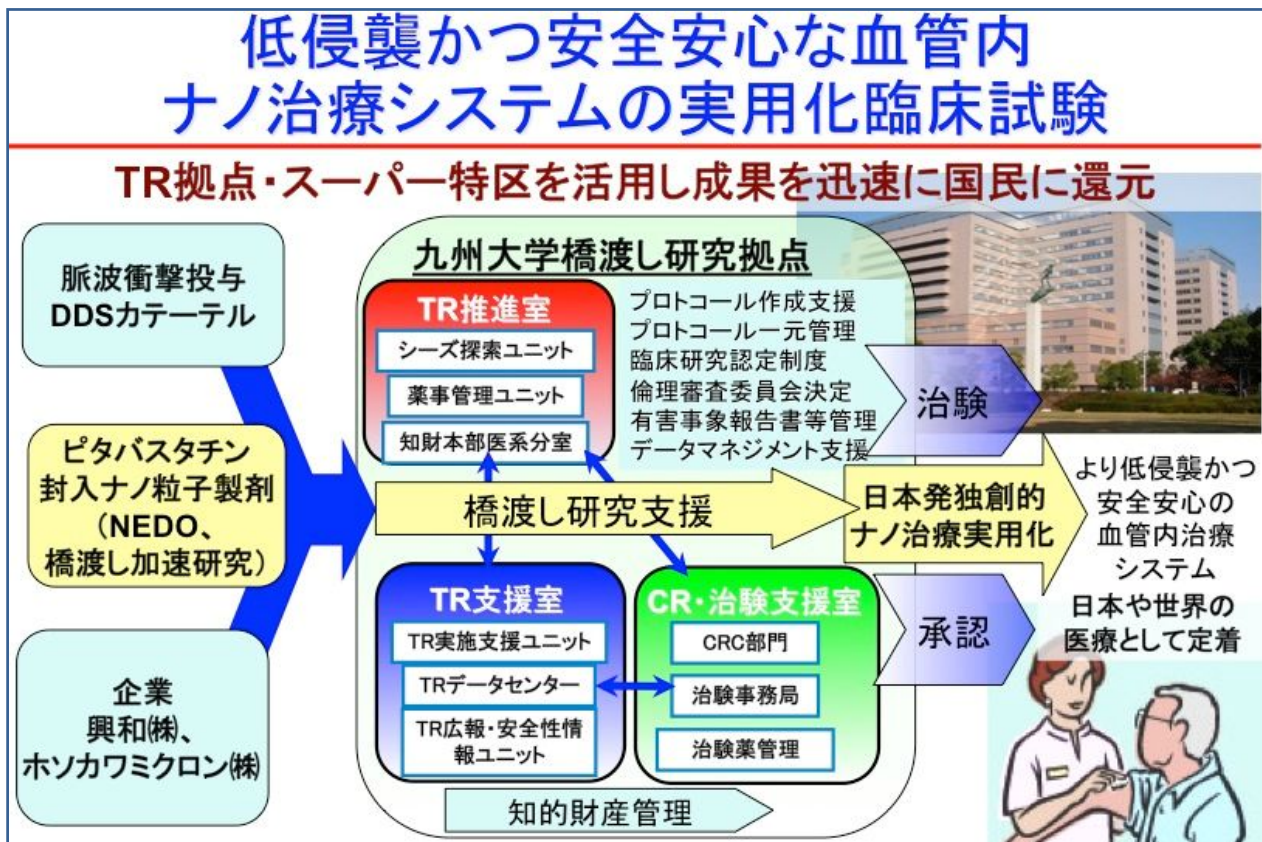 低侵襲かつ安全安心な血管内
ナノ治療システムの実用化臨床試験
TR拠点・スーパー特区を活用し成果を迅速に国民に還元
脈波衝撃投与
DDSカテーテル
ピタバスタチン
封入ナノ粒子製剤
(NEDO、
橋渡し加速研究)
企業
興和㈱、
ホソカワミクロン㈱
九州大学橋渡し研究拠点
TR推進室
シーズ探索ユニット
薬事管理ユニット
知財本部医系分室
プロトコール作成支援
プロトコール一元管理
臨床研究認定制度
倫理審査委員会決定
有害事象報告書等管理
データマネジメント支援
橋渡し研究支援
TR支援室
TR実施支援ユニット
TRデータセンター
TR広報・安全性情
報ユニット
CR・治験支援室
CRC部門
治験事務局
治験薬管理
知的財産管理
治験
日本発独創的
ナノ治療実用化
承認
より低侵襲かつ
安全安心の
血管内治療
システム
日本や世界の
医療として定着